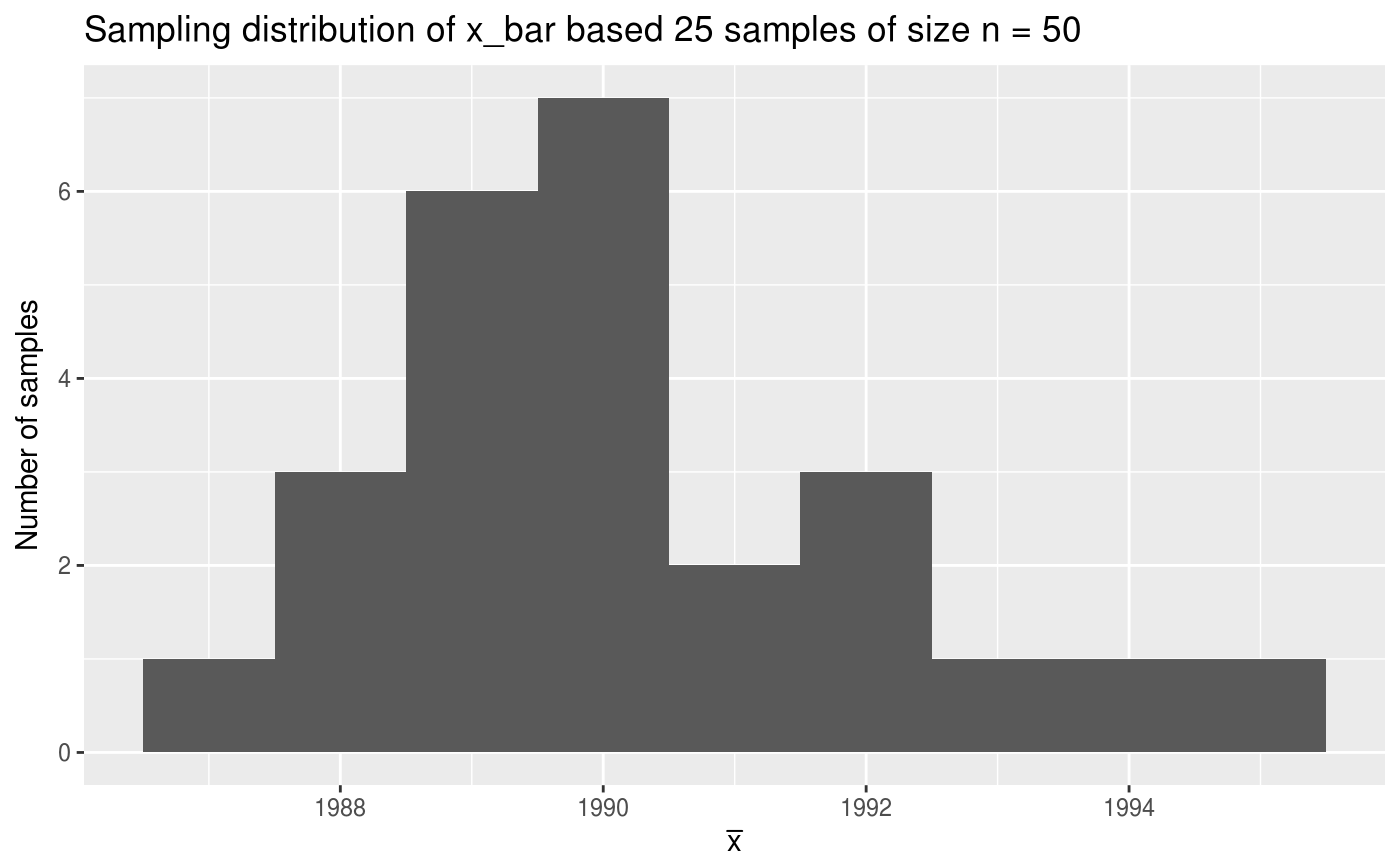 Sampling distribution of x_bar based 25 samples of size n = 50
Number of samples
6
4
2
0
1988 1990 1992 1994
x̅